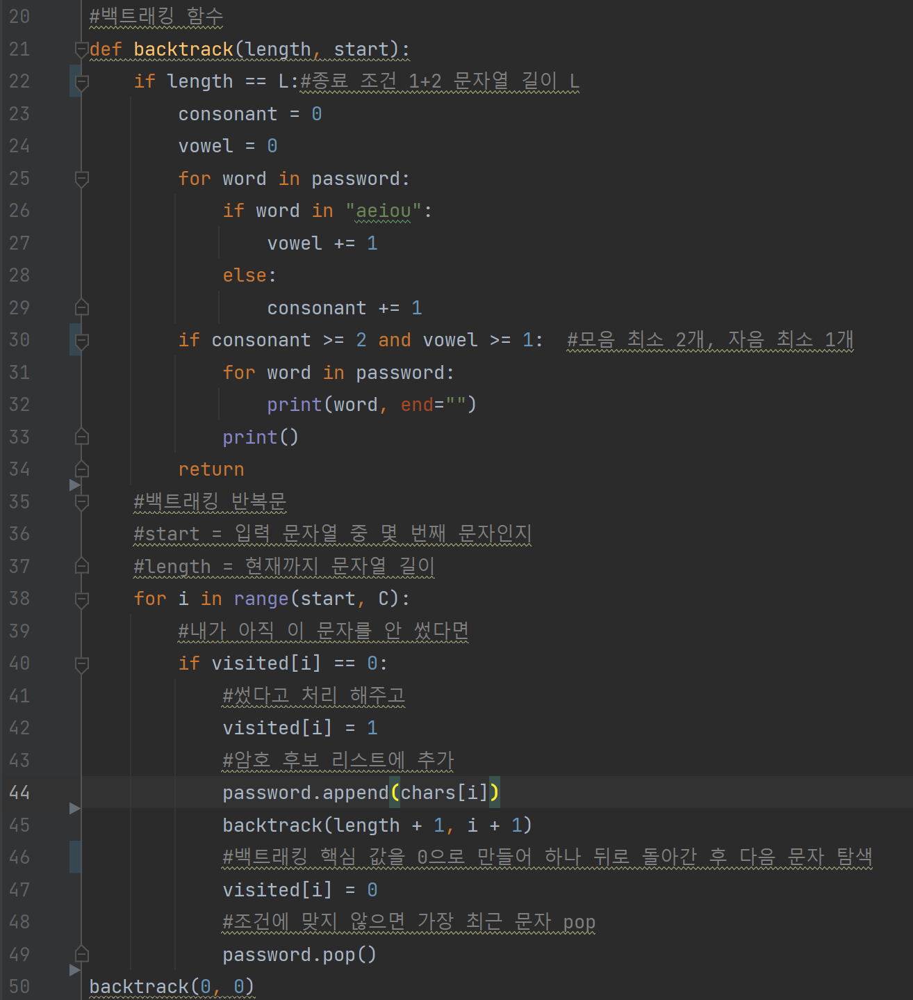 20 #백트래킹 함수
21 def backtrack(length, start):
22     if length == L:#종료 조건 1+2 문자열 길이 L
23         consonant = 0
24         vowel = 0
25         for word in password:
26             if word in "aeiou":
27                 vowel += 1
28             else:
29                 consonant += 1
30         if consonant >= 2 and vowel >= 1:  #모음 최소 2개, 자음 최소 1개
31             for word in password:
32                 print(word, end="")
33             print()
34         return
35     #백트래킹 반복문
36     #start = 입력 문자열 중 몇 번째 문자인지
37     #length = 현재까지 문자열 길이
38     for i in range(start, C):
39         #내가 아직 이 문자를 안 썼다면
40         if visited[i] == 0:
41             #썼다고 처리 해주고
42             visited[i] = 1
43             #암호 후보 리스트에 추가
44             password.append(chars[i])
45             backtrack(length + 1, i + 1)
46             #백트래킹 핵심 값을 0으로 만들어 하나 뒤로 돌아간 후 다음 문자 탐색
47             visited[i] = 0
48             #조건에 맞지 않으면 가장 최근 문자 pop
49             password.pop()
50 backtrack(0, 0)